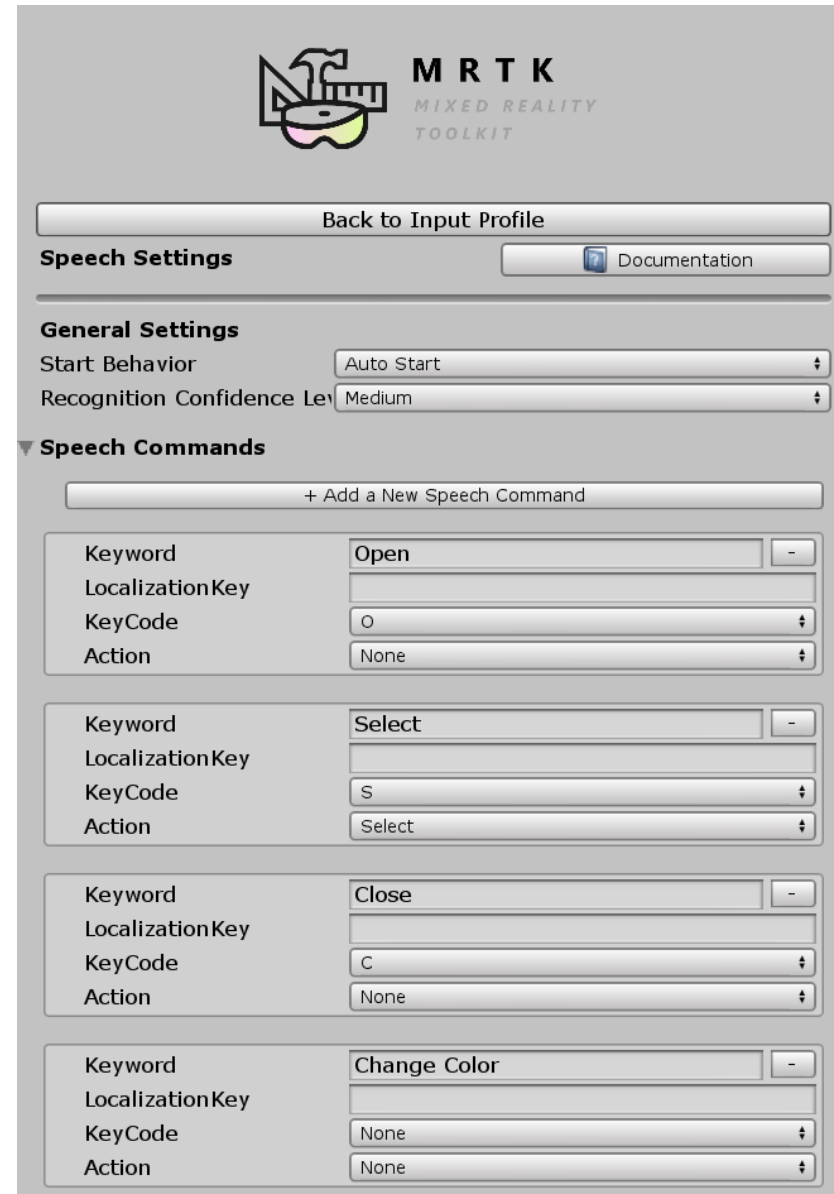 MRTK
MIXED REALITY
TOOLKIT
Back to Input Profile
Speech Settings
Documentation
General Settings
Start Behavior Auto Start
Recognition Confidence Lev Medium
Speech Commands
+ Add a New Speech Command
Keyword Open -
LocalizationKey
KeyCode O
Action None
Keyword Select -
LocalizationKey
KeyCode S
Action Select
Keyword Close -
LocalizationKey
KeyCode C
Action None
Keyword Change Color -
LocalizationKey
KeyCode None
Action None